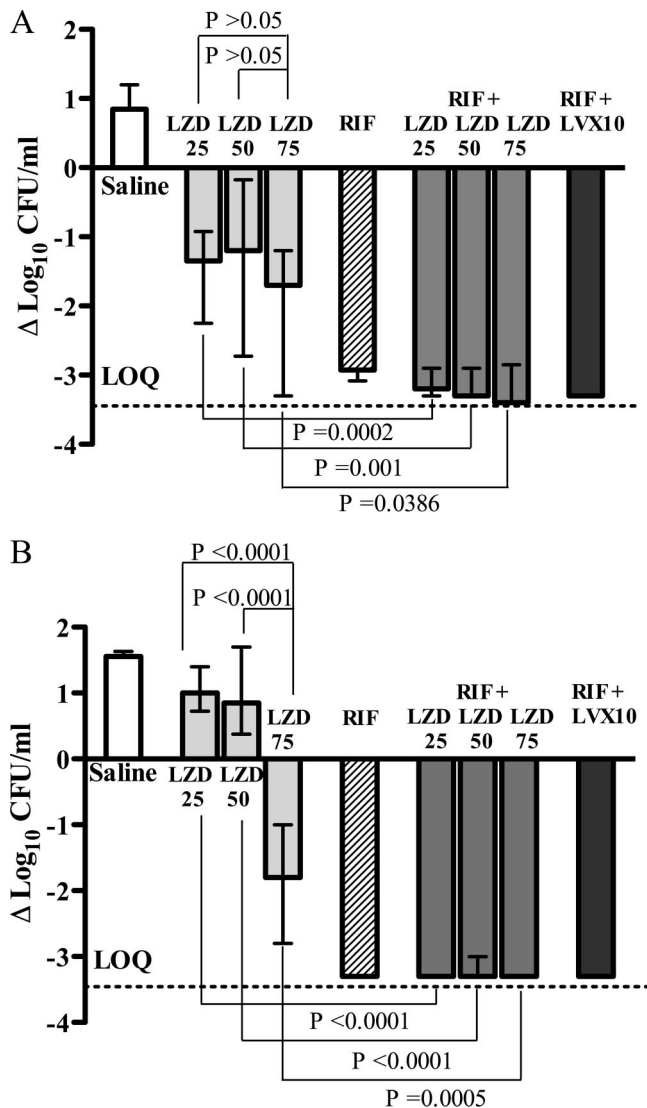 A
P >0.05
P >0.05
2
1
0
-1
-2
-3
-4
Δ Log10 CFU/ml
Saline
LZD 25
LZD 50
LZD 75
RIF
RIF +
LZD 25
LZD 50
LZD 75
RIF+
LVX10
LOQ
P =0.0002
P =0.001
P =0.0386
B
P <0.0001
P <0.0001
2
1
0
-1
-2
-3
-4
Δ Log10 CFU/ml
Saline
LZD 25
LZD 50
LZD 75
RIF
RIF +
LZD 25
LZD 50
LZD 75
RIF+
LVX10
LOQ
P <0.0001
P <0.0001
P =0.0005